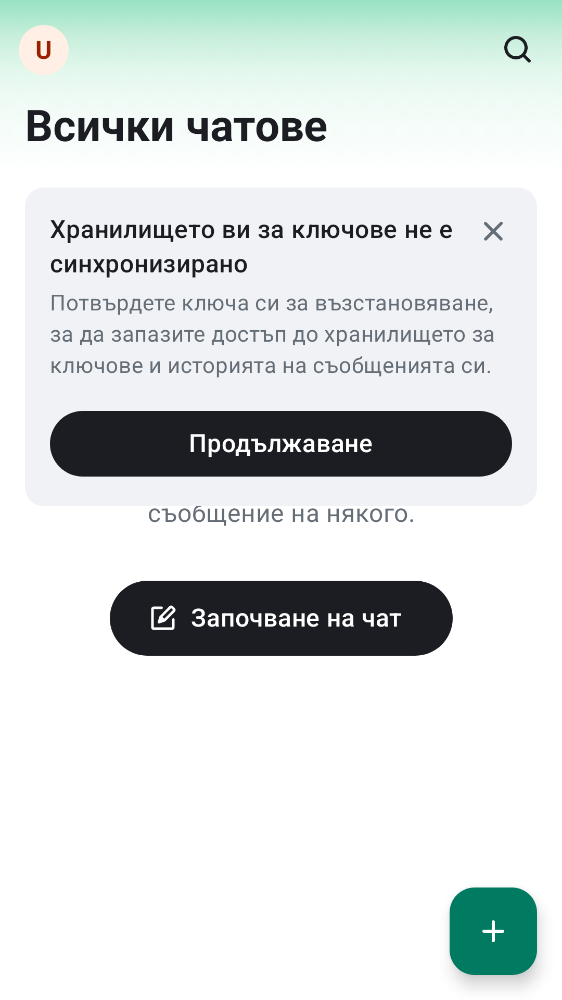 U
Всички чатове
Хранилището ви за ключове не е
синхронизирано
Потвърдете ключа си за възстановяване,
за да запазите достъп до хранилището за
ключове и историята на съобщенията си.
Продължаване
съобщение на някого.
Започване на чат